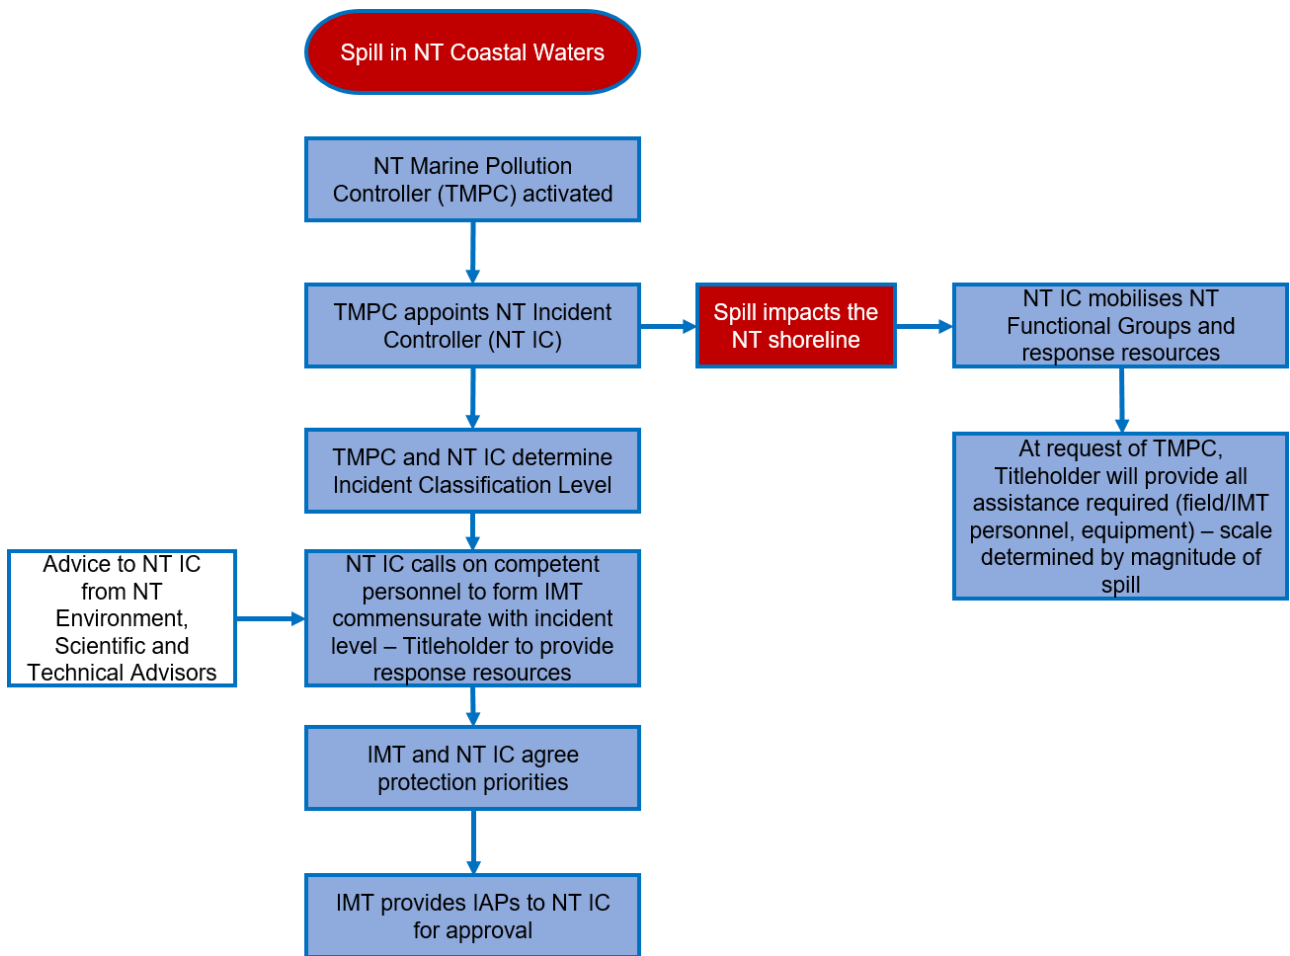 Spill in NT Coastal Waters
NT Marine Pollution
Controller (TMPC) activated
TMPC appoints NT Incident
Controller (NT IC)
Spill impacts the
NT shoreline
NT IC mobilises NT
Functional Groups and
response resources
TMPC and NT IC determine
Incident Classification Level
At request of TMPC,
Titleholder will provide all
assistance required (field/IMT
personnel, equipment) – scale
determined by magnitude of
spill
Advice to NT IC
from NT
Environment,
Scientific and
Technical Advisors
NT IC calls on competent
personnel to form IMT
commensurate with incident
level – Titleholder to provide
response resources
IMT and NT IC agree
protection priorities
IMT provides IAPs to NT IC
for approval